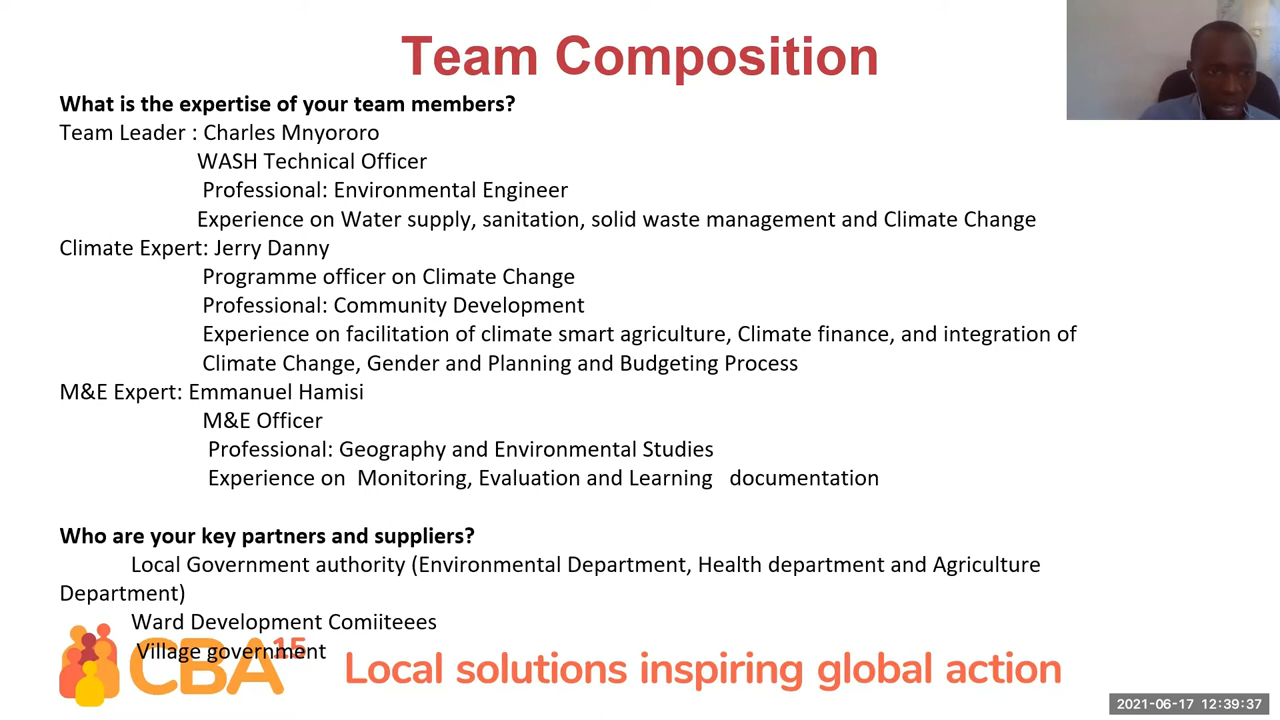 Team Composition
What is the expertise of your team members?
Team Leader : Charles Mnyororo
WASH Technical Officer
Professional: Environmental Engineer
Experience on Water supply, sanitation, solid waste management and Climate Change
Climate Expert: Jerry Danny
Programme officer on Climate Change
Professional: Community Development
Experience on facilitation of climate smart agriculture, Climate finance, and integration of
Climate Change, Gender and Planning and Budgeting Process
M&E Expert: Emmanuel Hamisi
M&E Officer
Professional: Geography and Environmental Studies
Experience on Monitoring, Evaluation and Learning documentation
Who are your key partners and suppliers?
Local Government authority (Environmental Department, Health department and Agriculture
Department)
Ward Development Comiiteees
Village government
CBA15
Local solutions inspiring global action
2021-06-17 12:39:37